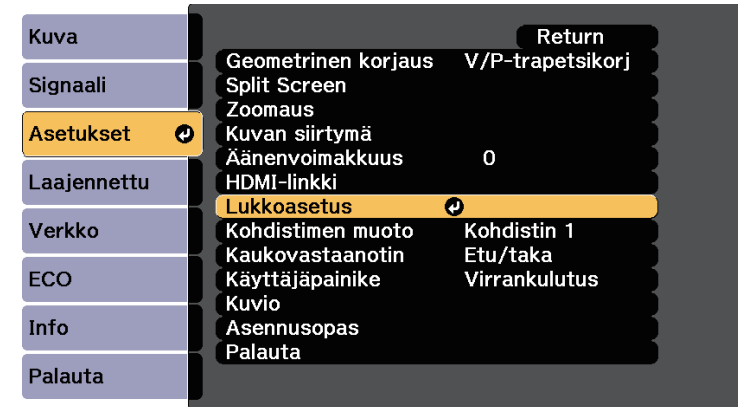 Kuva
Signaali
Asetukset
Laajennettu
Verkko
ECO
Info
Palauta
Return
Geometrinen korjaus V/P-trapetsikorj
Split Screen
Zoomaus
Kuvan siirtymä
Äänenvoimakkuus 0
HDMI-linkki
Lukkoasetus
Kohdistimen muoto Kohdistin 1
Kaukovastaanotin Etu/taka
Käyttäjäpainike Virrankulutus
Kuvio
Asennusopas
Palauta